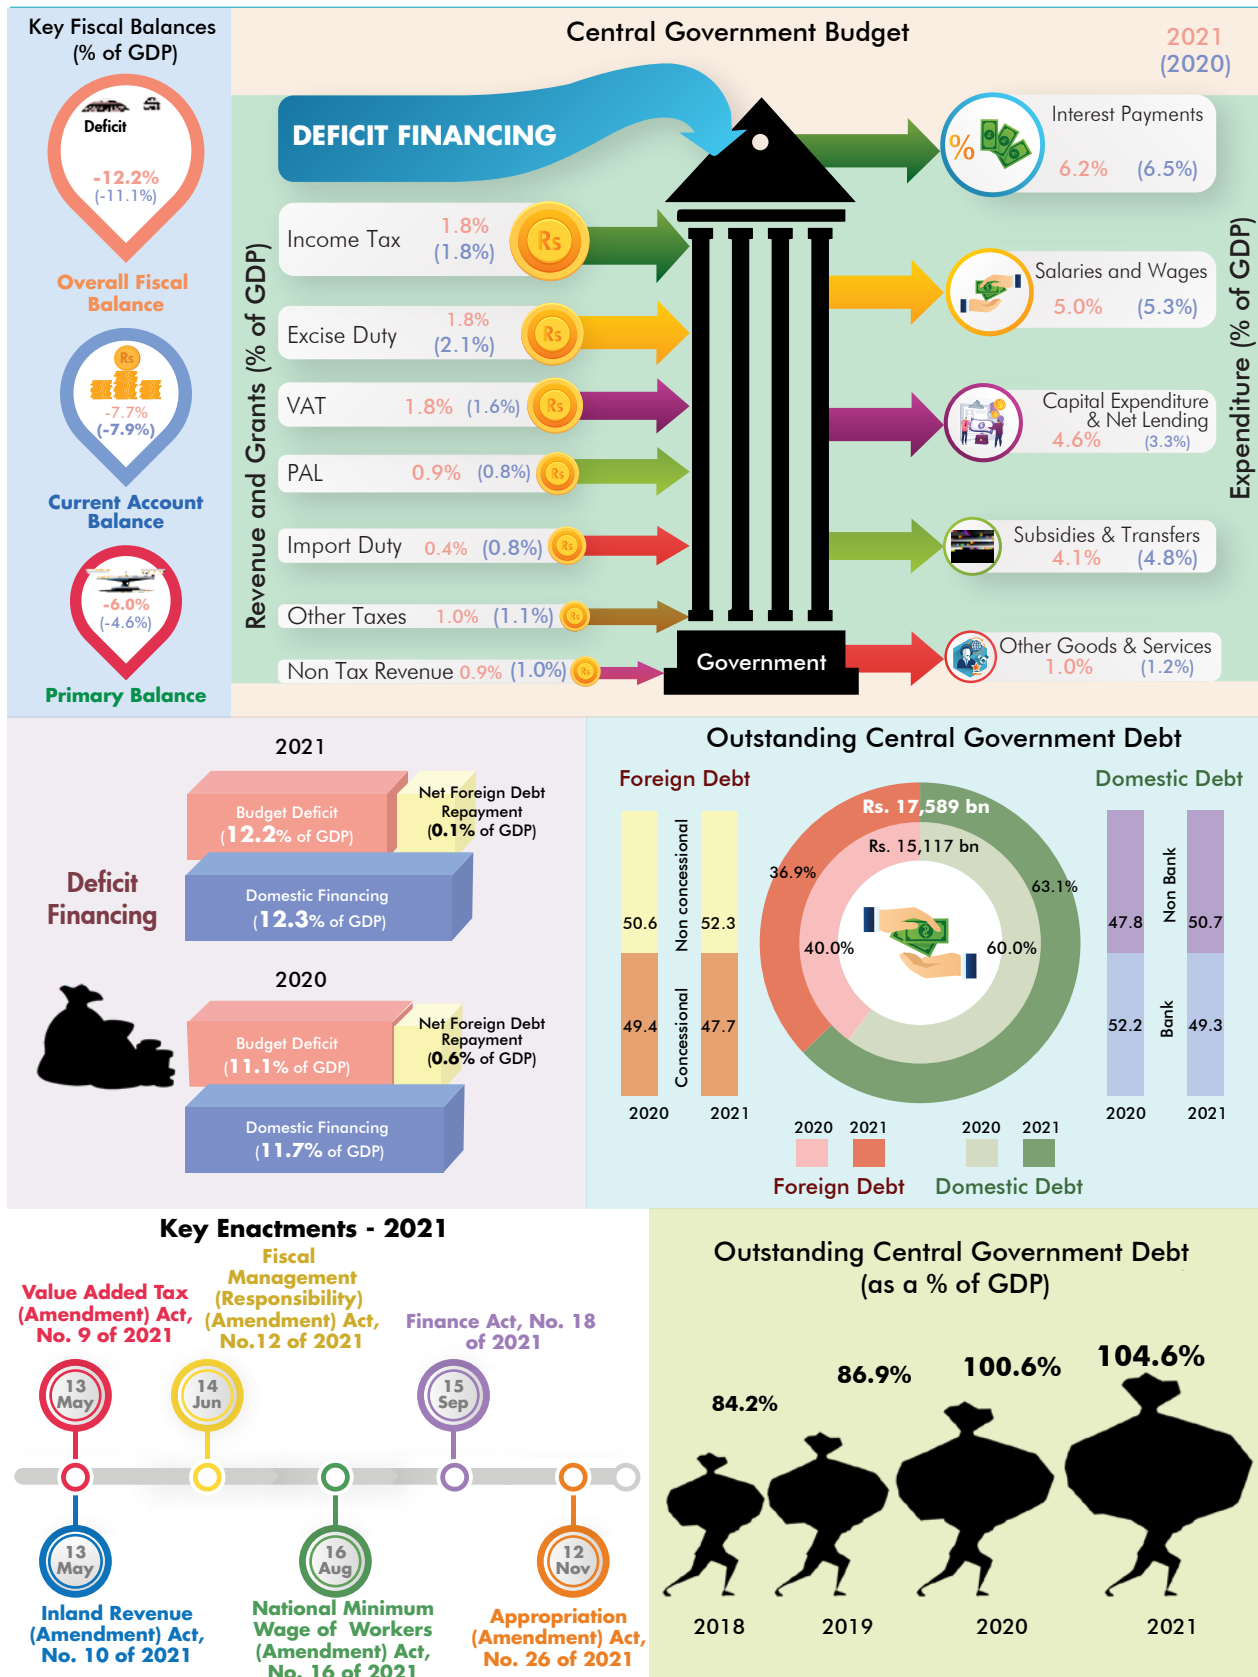 Key Fiscal Balances
(% of GDP)
Deficit
-12.2%
(-11.1%)
Overall Fiscal
Balance
Rs
-7.7%
(-7.9%)
Current Account
Balance
-6.0%
(-4.6%)
Primary Balance
Central Government Budget
2021
(2020)
DEFICIT FINANCING
Revenue and Grants (% of GDP)
Income Tax 1.8%
(1.8%)
Rs
Excise Duty 1.8%
(2.1%)
Rs
VAT 1.8% (1.6%) Rs
PAL 0.9% (0.8%) Rs
Import Duty 0.4% (0.8%) Rs
Other Taxes 1.0% (1.1%) Rs
Non Tax Revenue 0.9% (1.0%) Rs
Government
Expenditure (% of GDP)
%
Interest Payments
6.2% (6.5%)
Salaries and Wages
5.0% (5.3%)
Capital Expenditure
& Net Lending
4.6% (3.3%)
Subsidies & Transfers
4.1% (4.8%)
Other Goods & Services
1.0% (1.2%)
Deficit
Financing
2021
Budget Deficit
(12.2% of GDP)
Net Foreign Debt
Repayment
(0.1% of GDP)
Domestic Financing
(12.3% of GDP)
2020
Budget Deficit
(11.1% of GDP)
Net Foreign Debt
Repayment
(0.6% of GDP)
Domestic Financing
(11.7% of GDP)
Outstanding Central Government Debt
Foreign Debt
50.6
Non concessional
52.3
49.4
Concessional
47.7
2020 2021
Rs. 17,589 bn
Rs. 15,117 bn
36.9%
63.1%
40.0%
60.0%
2020 2021 2020 2021
Foreign Debt Domestic Debt
Domestic Debt
47.8
Non Bank
50.7
52.2
Bank
49.3
2020 2021
Key Enactments - 2021
Value Added Tax
(Amendment) Act,
No. 9 of 2021
13
May
Fiscal
Management
(Responsibility)
(Amendment) Act,
No.12 of 2021
14
Jun
Finance Act, No. 18
of 2021
15
Sep
13
May
Inland Revenue
(Amendment) Act,
No. 10 of 2021
16
Aug
National Minimum
Wage of Workers
(Amendment) Act,
No. 16 of 2021
12
Nov
Appropriation
(Amendment) Act,
No. 26 of 2021
Outstanding Central Government Debt
(as a % of GDP)
84.2%
86.9%
100.6%
104.6%
2018 2019 2020 2021